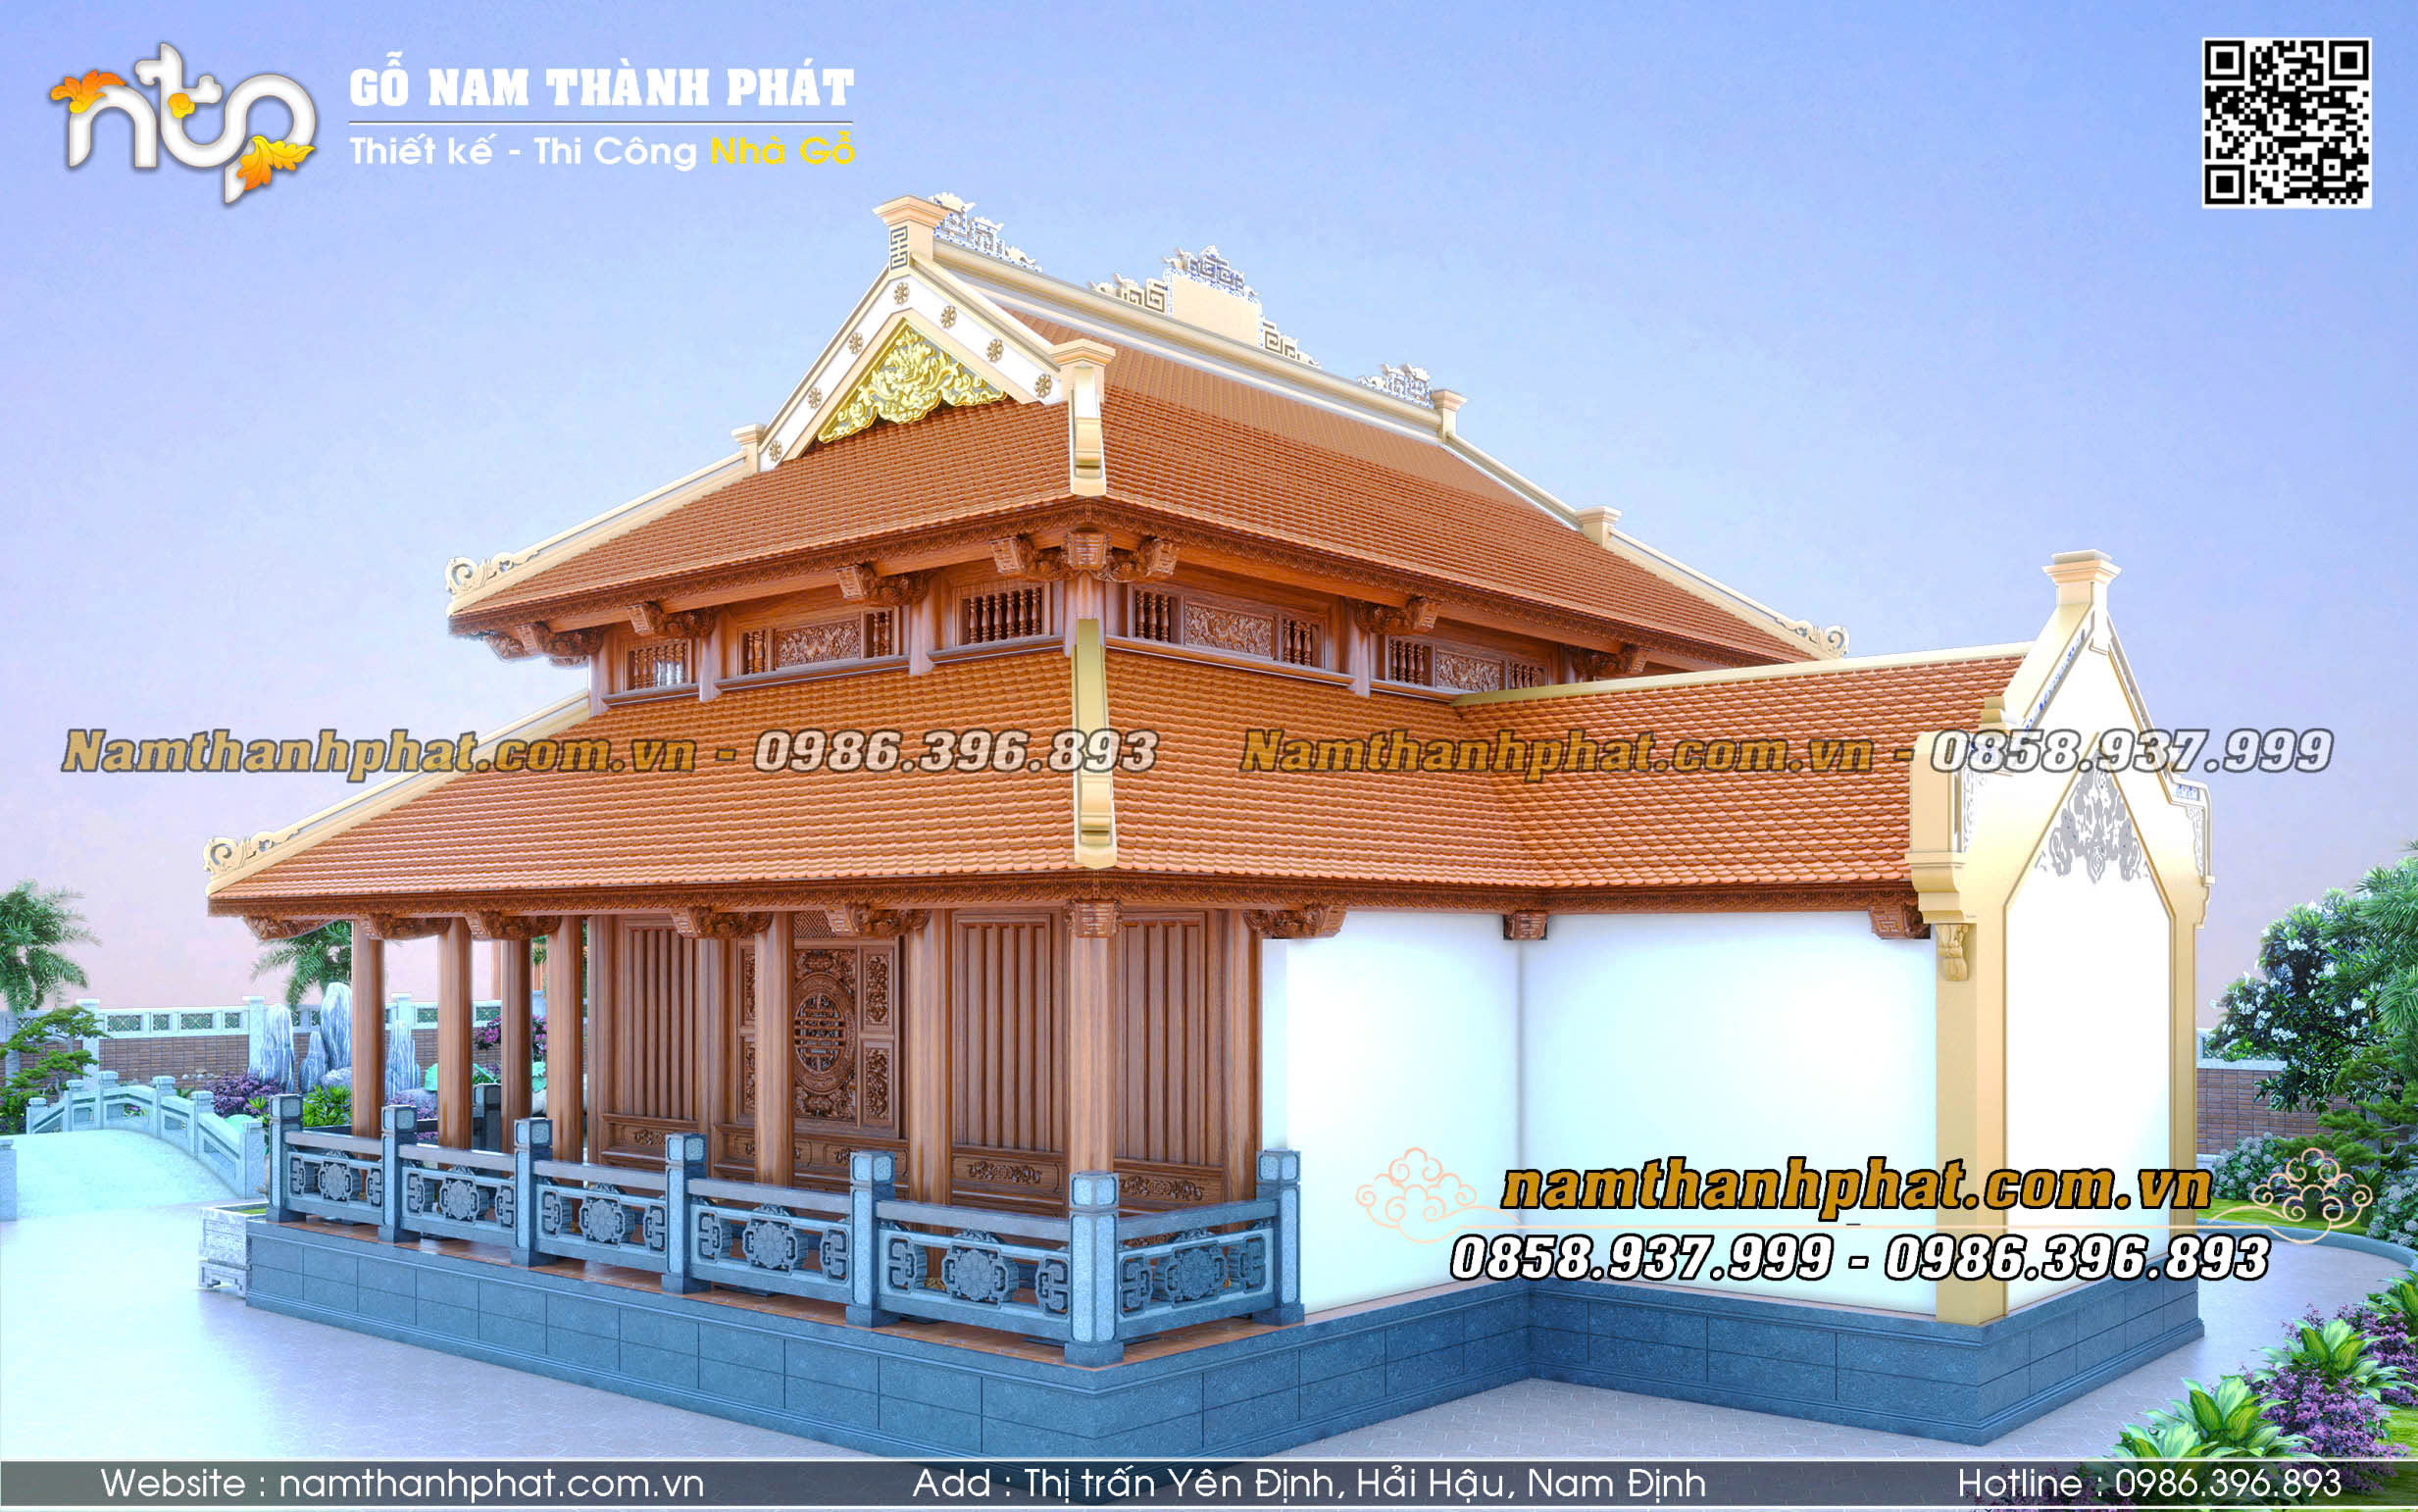 ntp
GỖ NAM THÀNH PHÁT
Thiết kế - Thi Công Nhà Gỗ
Namthanhphat.com.vn - 0986.396.893
Namthanhphat.com.vn - 0858.937.999
namthanhphat.com.vn
0858.937.999 - 0986.396.893
Website : namthanhphat.com.vn
Add : Thị trấn Yên Định, Hải Hậu, Nam Định
Hotline : 0986.396.893